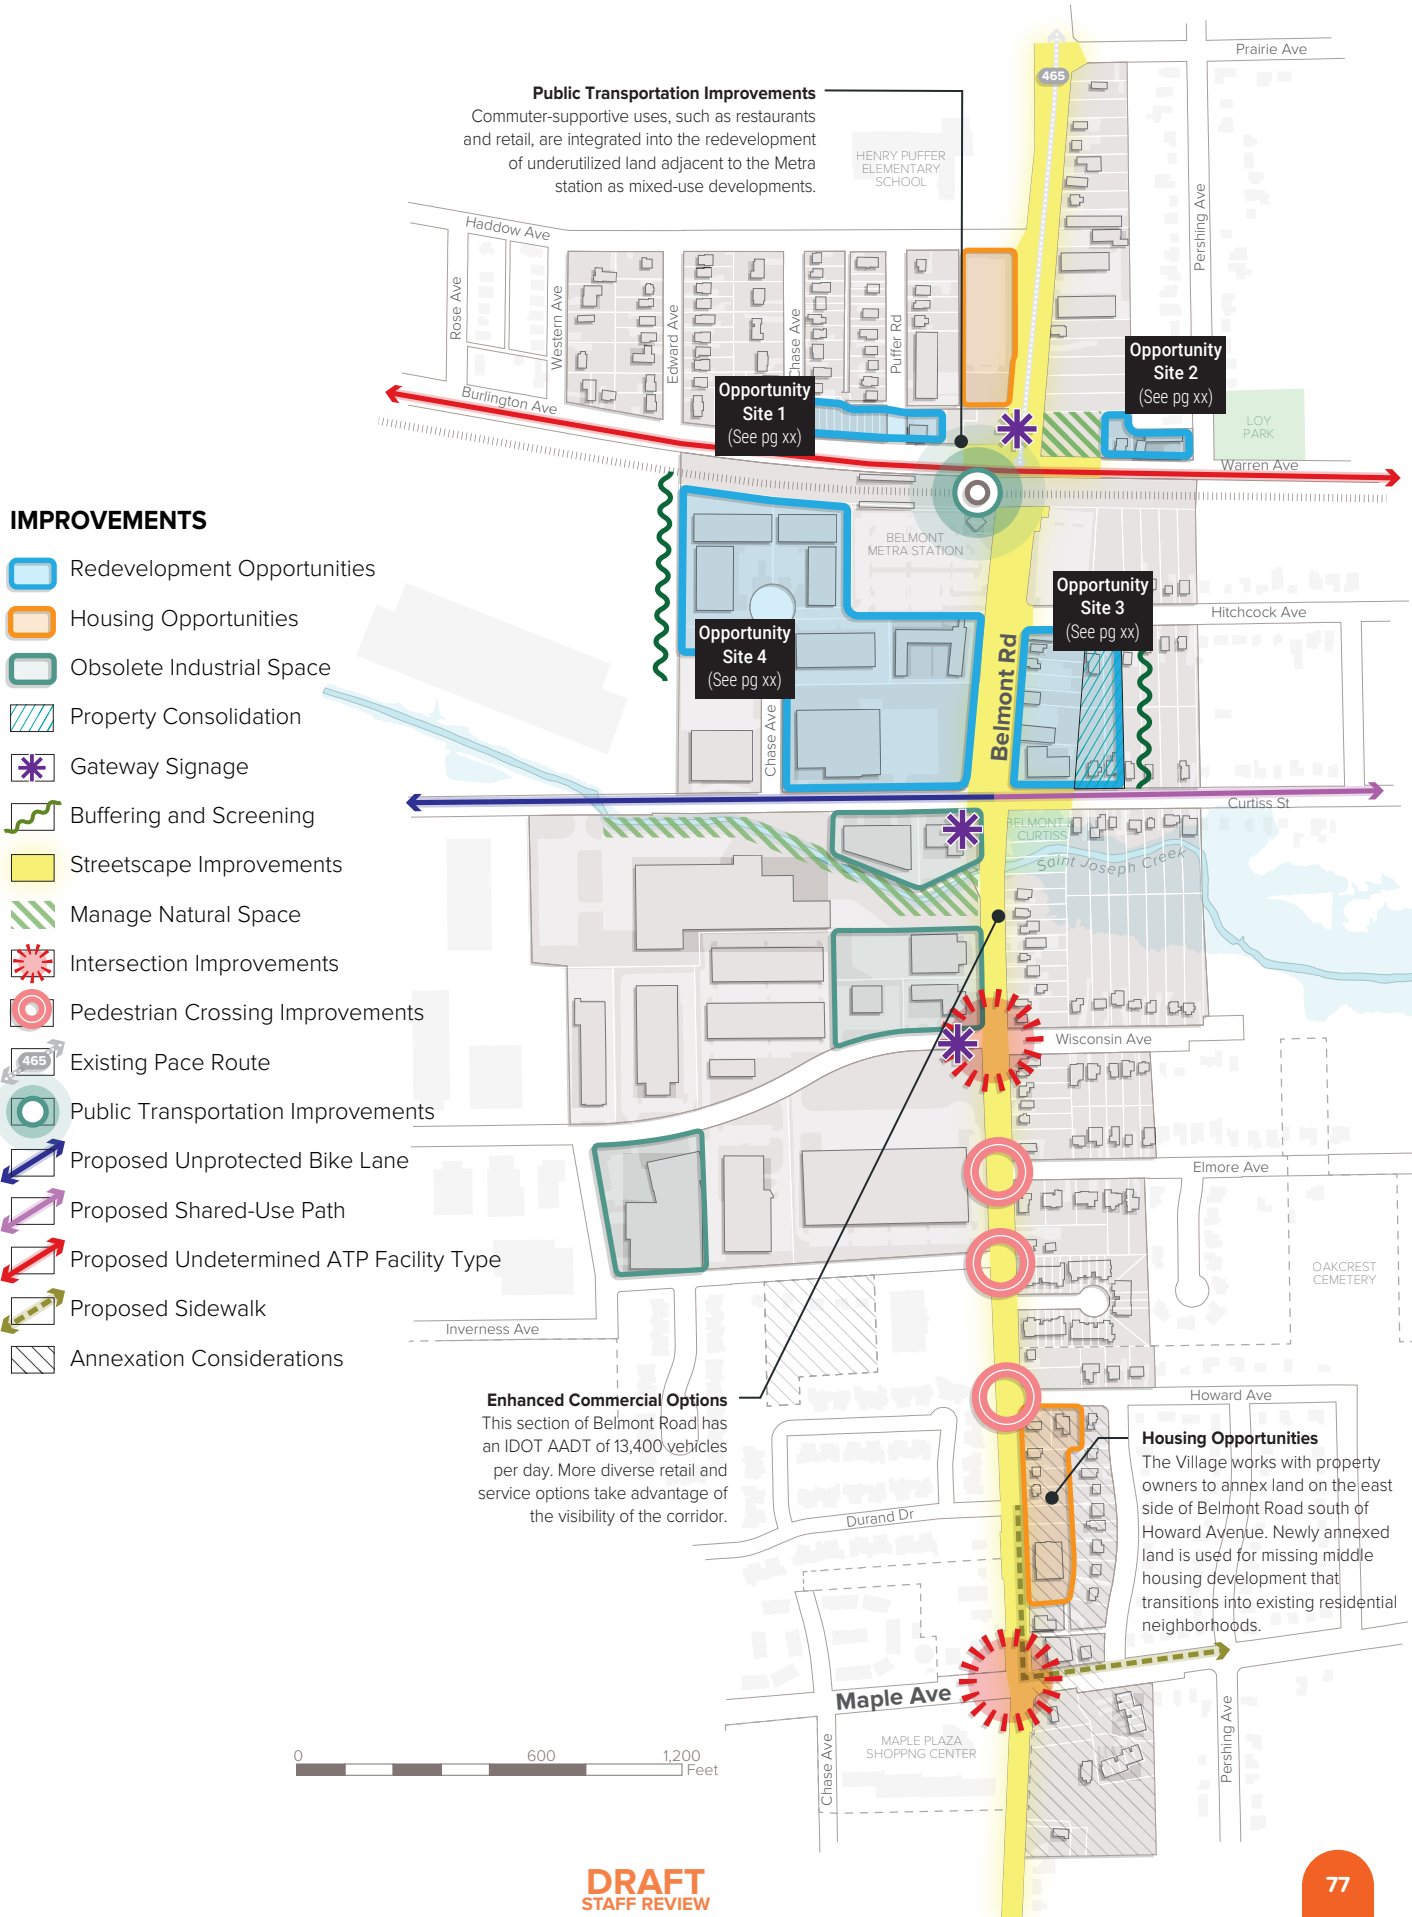 Prairie Ave
465
Public Transportation Improvements
Commuter-supportive uses, such as restaurants
and retail, are integrated into the redevelopment
of underutilized land adjacent to the Metra
station as mixed-use developments.
HENRY PUFFER
ELEMENTARY
SCHOOL
Pershing Ave
Haddow Ave
Rose Ave
Western Ave
Edward Ave
Chase Ave
Puffer Rd
Burlington Ave
Opportunity
Site 1
(See pg xx)
Opportunity
Site 2
(See pg xx)
LOY
PARK
Warren Ave
BELMONT
METRA STATION
Opportunity
Site 3
(See pg xx)
Hitchcock Ave
Opportunity
Site 4
(See pg xx)
Belmont Rd
Chase Ave
Curtiss St
BELMONT &
CURTISS
Saint Joseph Creek
Wisconsin Ave
Elmore Ave
OAKCREST
CEMETERY
Inverness Ave
IMPROVEMENTS
Redevelopment Opportunities
Housing Opportunities
Obsolete Industrial Space
Property Consolidation
Gateway Signage
Buffering and Screening
Streetscape Improvements
Manage Natural Space
Intersection Improvements
Pedestrian Crossing Improvements
465
Existing Pace Route
Public Transportation Improvements
Proposed Unprotected Bike Lane
Proposed Shared-Use Path
Proposed Undetermined ATP Facility Type
Proposed Sidewalk
Annexation Considerations
Enhanced Commercial Options
This section of Belmont Road has
an IDOT AADT of 13,400 vehicles
per day. More diverse retail and
service options take advantage of
the visibility of the corridor.
Howard Ave
Housing Opportunities
The Village works with property
owners to annex land on the east
side of Belmont Road south of
Howard Avenue. Newly annexed
land is used for missing middle
housing development that
transitions into existing residential
neighborhoods.
Durand Dr
Maple Ave
MAPLE PLAZA
SHOPPNG CENTER
Chase Ave
Pershing Ave
0 600 1,200
Feet
DRAFT
STAFF REVIEW
77